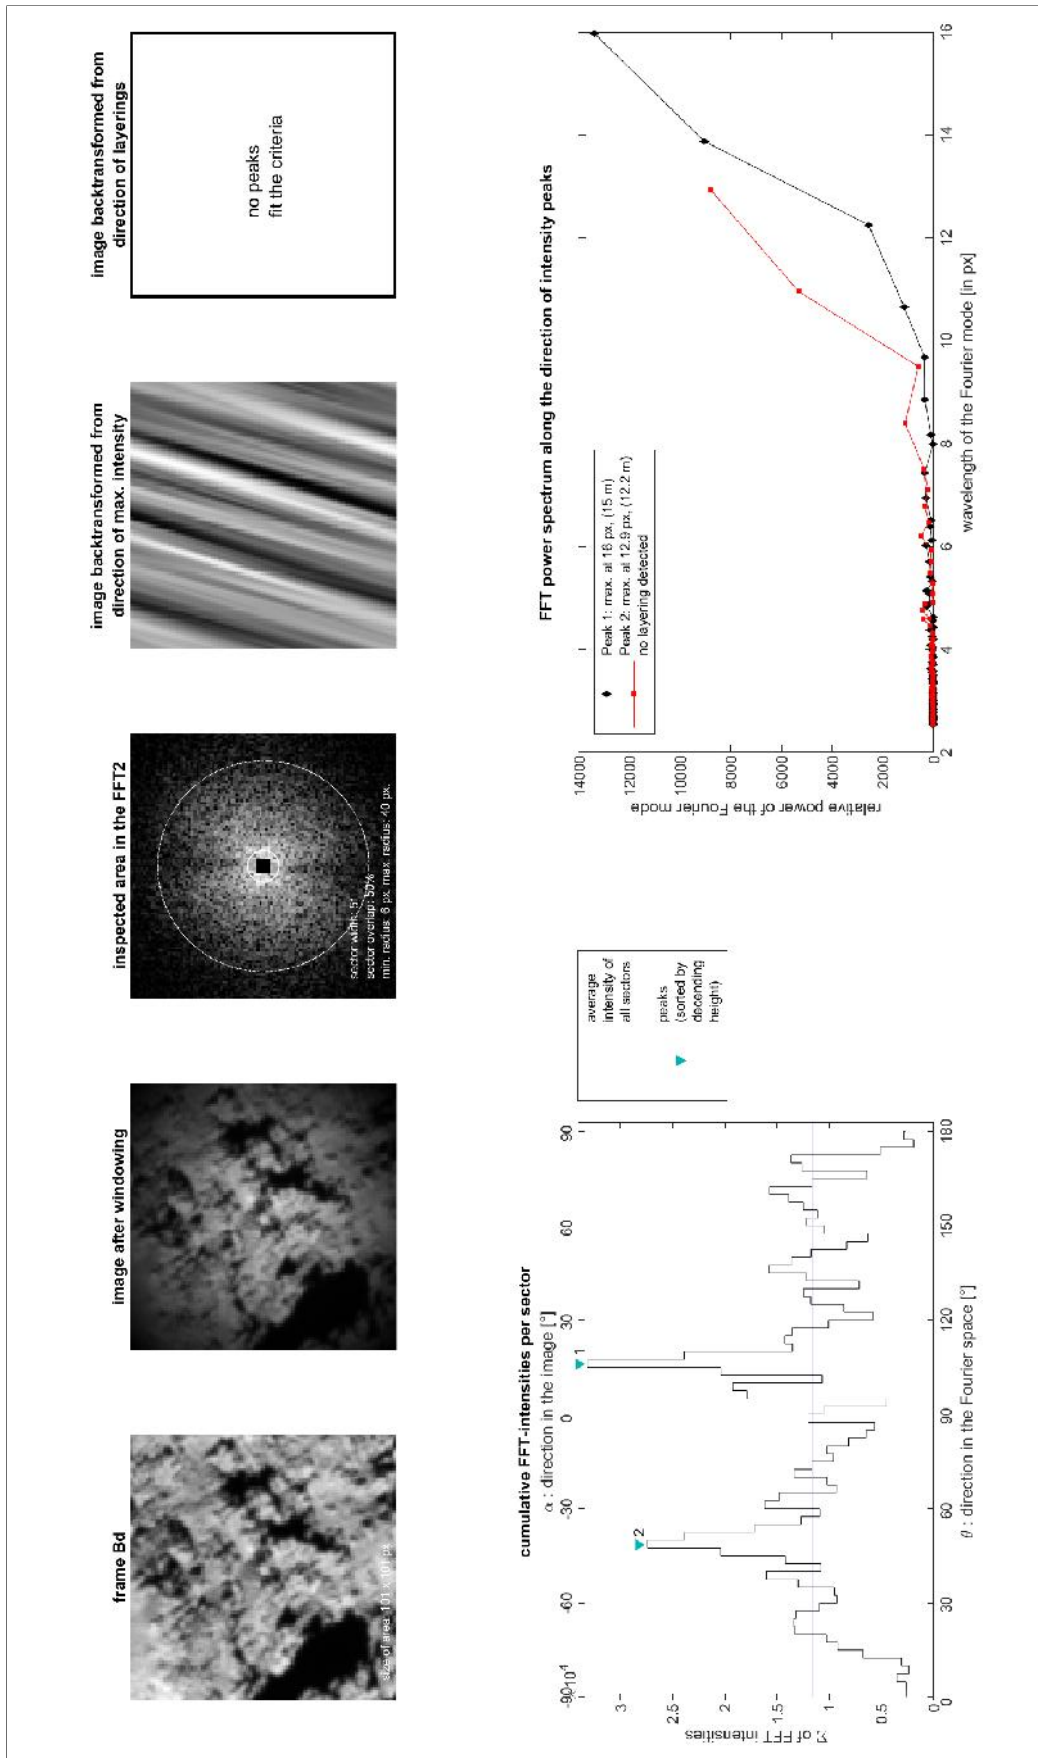 frame Bd
size of area: 101 . 101 px
image after windowing
inspected area in the FFT2
sector width: 5°
sector overlap: 50%
min. radius: 6 px, max. radius: 40 px.
image backtransformed from
direction of max. intensity
image backtransformed from
direction of layerings
no peaks
fit the criteria
cumulative FFT-intensities per sector
α : direction in the image [°]
-90 -60 -30 0 30 60 90
10⁴
3
2.5
2
1.5
1
0.5
0
Σ of FFT intensities
1
2
0 30 60 90 120 150 180
θ : direction in the Fourier space [°]
average
intensity of
all sectors
peaks
(sorted by
decending
height)
FFT power spectrum along the direction of intensity peaks
14000
12000
10000
8000
6000
4000
2000
0
relative power of the Fourier mode
Peak 1: max. at 16 px, (15 m)
Peak 2: max. at 12.9 px, (12.2 m)
no layering detected
2 4 6 8 10 12 14 16
wavelength of the Fourier mode [in px]